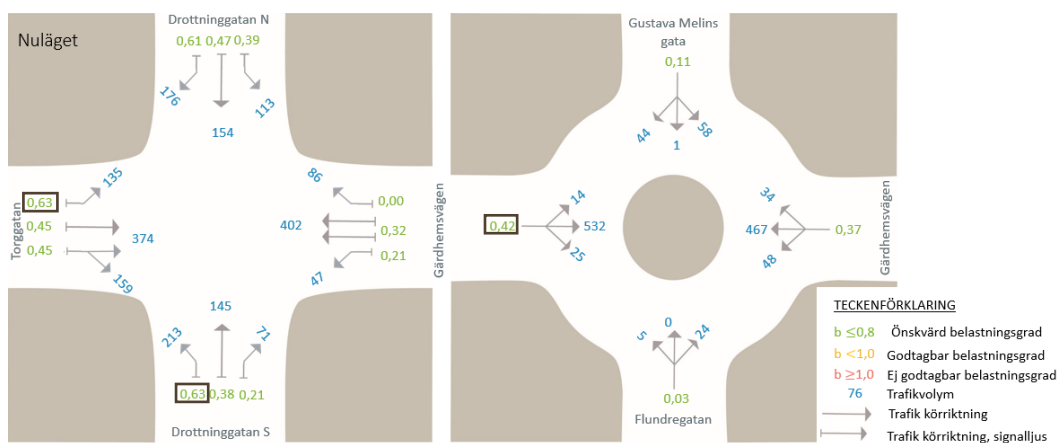 Nuläget
Drottninggatan N
0,61 0,47 0,39
176
154
113
Torggatan
0,63
0,45
0,45
135
374
159
86
402
47
0,00
0,32
0,21
Gärdhemsvägen
213
145
71
0,63 0,38 0,21
Drottninggatan S
Gustava Melins
gata
0,11
44
1
58
0,42
14
532
25
34
467
48
0,37
Gärdhemsvägen
5
0
24
0,03
Flundregatan
TECKENFÖRKLARING
b ≤0,8 Önskvärd belastningsgrad
b <1,0 Godtagbar belastningsgrad
b ≥1,0 Ej godtagbar belastningsgrad
76 Trafikvolym
Trafik körriktning
Trafik körriktning, signalljus